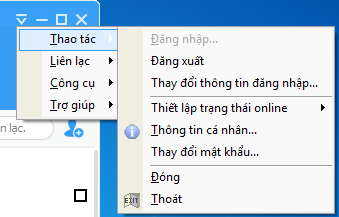 Thao tác
Liên lạc
Công cụ
Trợ giúp
n lạc.
Đăng nhập...
Đăng xuất
Thay đổi thông tin đăng nhập...
Thiết lập trạng thái online
Thông tin cá nhân...
Thay đổi mật khẩu...
Đóng
EXIT
Thoát